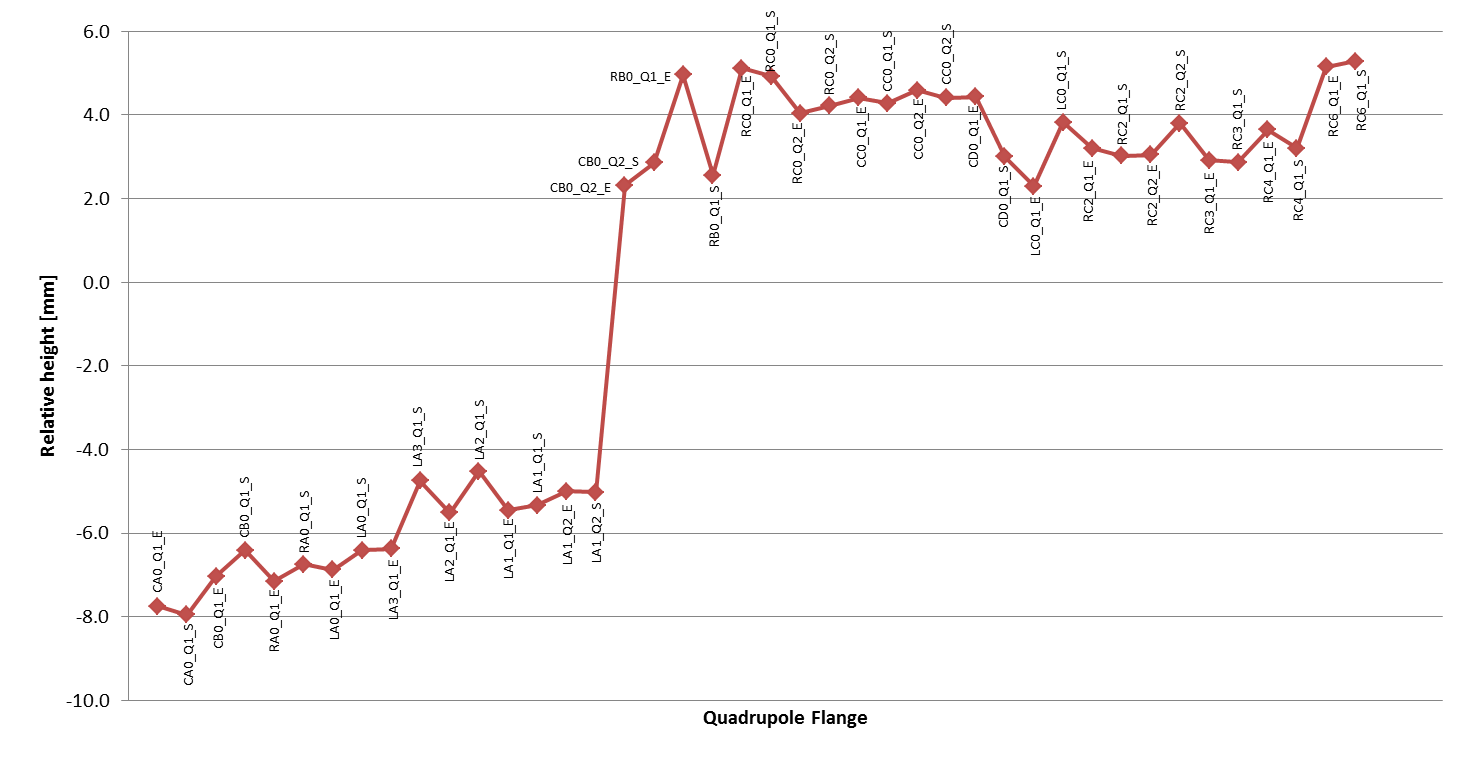 6.0
4.0
2.0
0.0
-2.0
-4.0
-6.0
-8.0
-10.0
Relative height [mm]
CA0_Q1_E
CA0_Q1_S
CB0_Q1_E
CB0_Q1_S
RA0_Q1_E
RA0_Q1_S
LA0_Q1_E
LA0_Q1_S
LA3_Q1_E
LA3_Q1_S
LA2_Q1_E
LA2_Q1_S
LA1_Q1_E
LA1_Q1_S
LA1_Q2_E
LA1_Q2_S
CB0_Q2_E
CB0_Q2_S
RB0_Q1_E
RB0_Q1_S
RC0_Q1_E
RC0_Q1_S
RC0_Q2_E
RC0_Q2_S
CC0_Q1_E
CC0_Q1_S
CC0_Q2_E
CC0_Q2_S
CD0_Q1_E
CD0_Q1_S
LC0_Q1_E
LC0_Q1_S
RC2_Q1_E
RC2_Q1_S
RC2_Q2_E
RC2_Q2_S
RC3_Q1_E
RC3_Q1_S
RC4_Q1_E
RC4_Q1_S
RC6_Q1_E
RC6_Q1_S
Quadrupole Flange